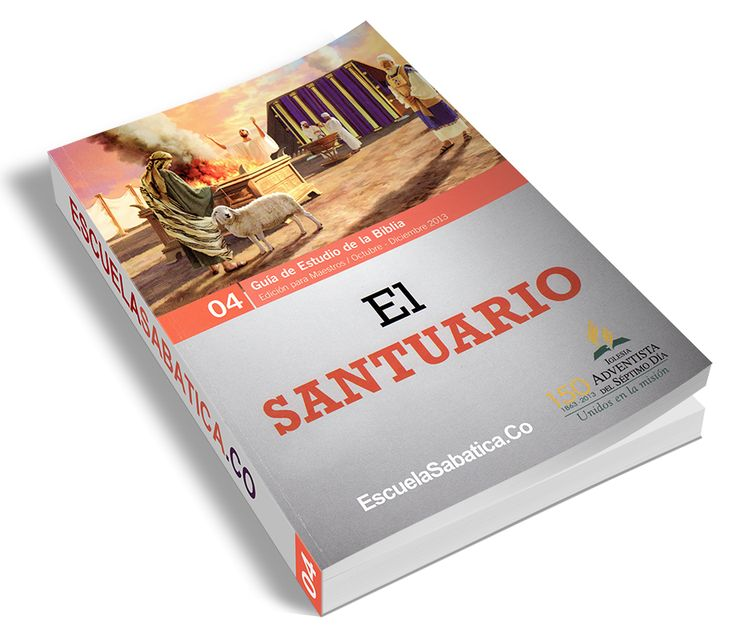 04
Guía de Estudio de la Biblia
Edición para Maestros / Octubre - Diciembre 2013
El
SANTUARIO
150
1863-2013
IGLESIA
ADVENTISTA
DEL SÉPTIMO DÍA
Unidos en la misión
EscuelaSabatica.Co
ESCUELASABATICA.CO
04